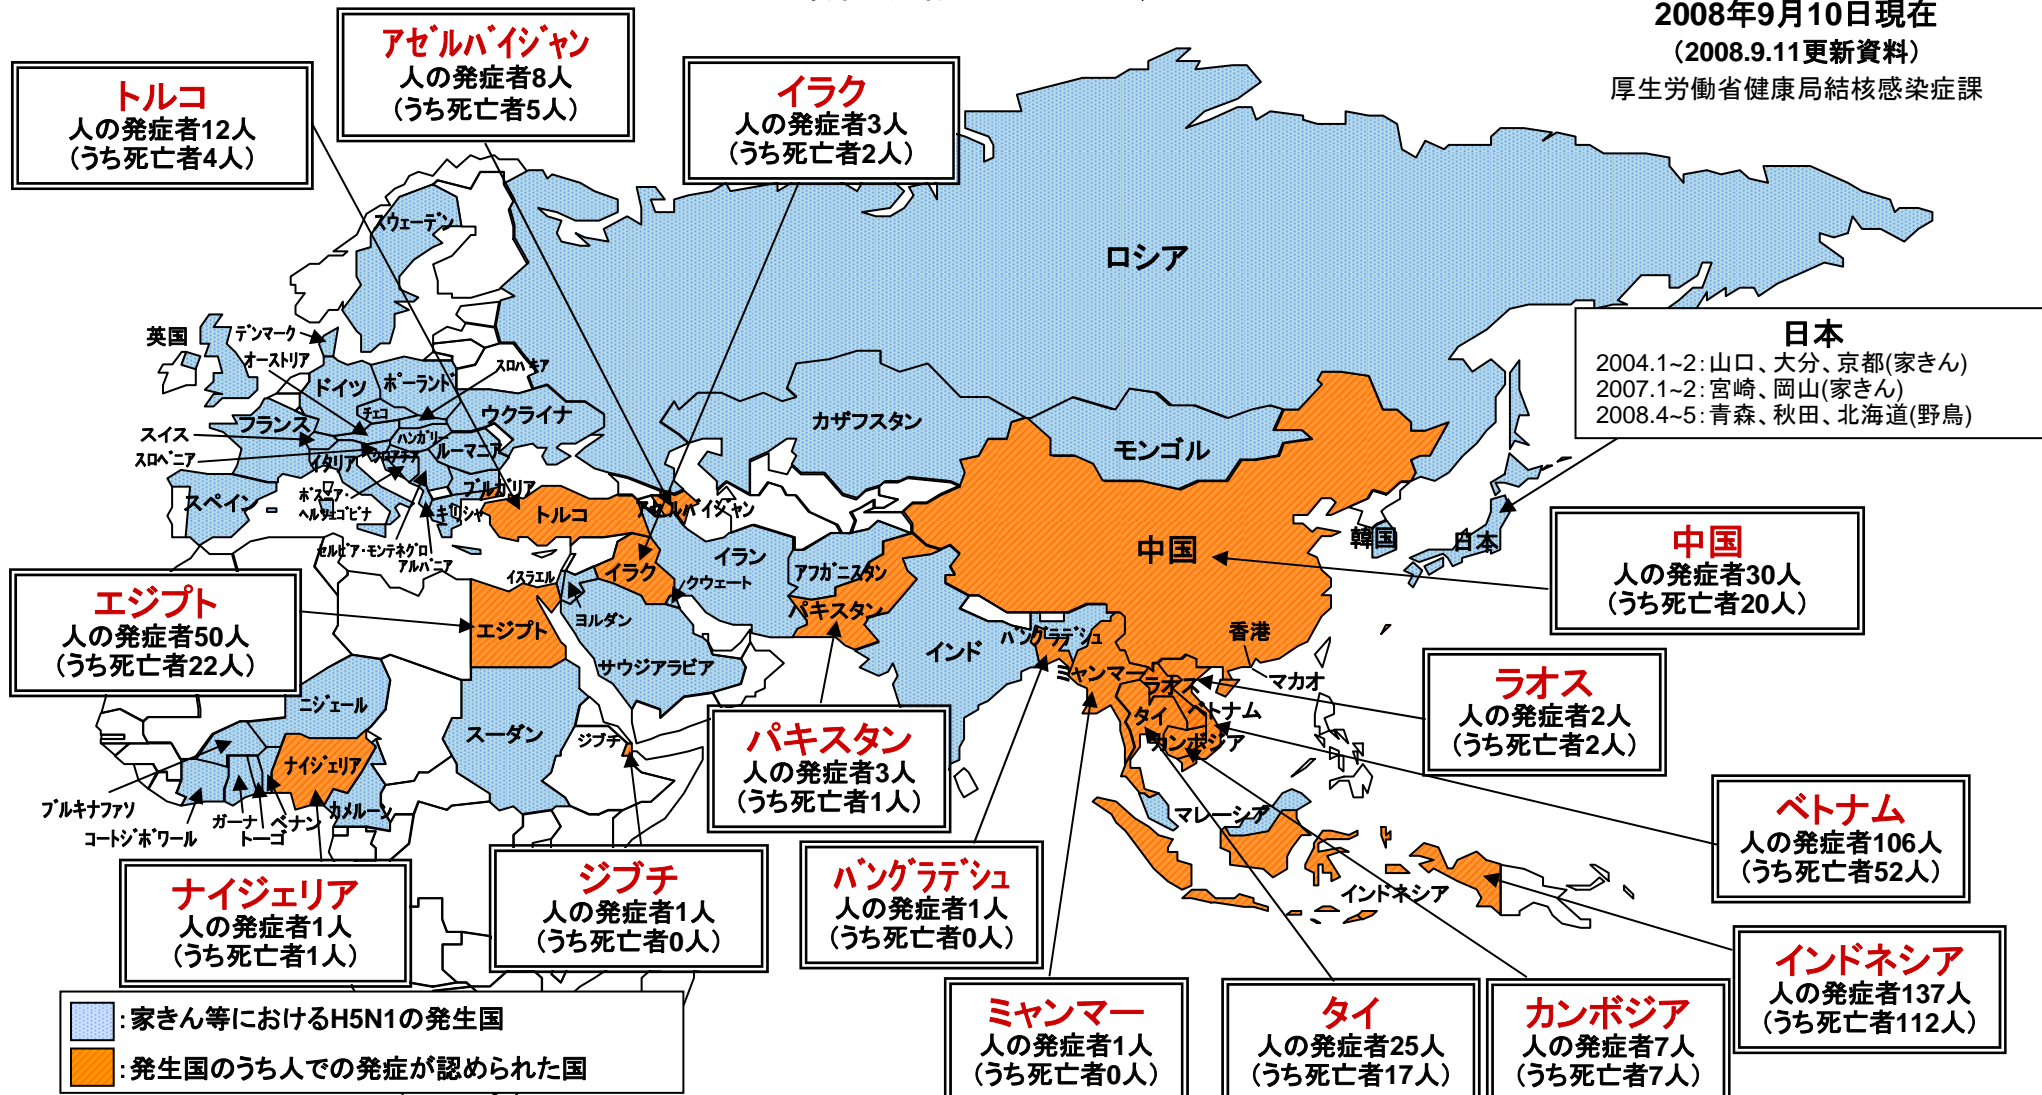 2008年9月10日現在
（2008.9.11更新資料）
厚生労働省健康局結核感染症課
トルコ
人の発症者12人
（うち死亡者4人）
アゼルバイジャン
人の発症者8人
（うち死亡者5人）
イラク
人の発症者3人
（うち死亡者2人）
日本
2004.1~2：山口、大分、京都(家きん)
2007.1~2：宮崎、岡山(家きん)
2008.4~5：青森、秋田、北海道(野鳥)
中国
人の発症者30人
（うち死亡者20人）
エジプト
人の発症者50人
（うち死亡者22人）
ラオス
人の発症者2人
（うち死亡者2人）
パキスタン
人の発症者3人
（うち死亡者1人）
ベトナム
人の発症者106人
（うち死亡者52人）
ナイジェリア
人の発症者1人
（うち死亡者1人）
ジブチ
人の発症者1人
（うち死亡者0人）
バングラデシュ
人の発症者1人
（うち死亡者0人）
インドネシア
人の発症者137人
（うち死亡者112人）
ミャンマー
人の発症者1人
（うち死亡者0人）
タイ
人の発症者25人
（うち死亡者17人）
カンボジア
人の発症者7人
（うち死亡者7人）
スウェーデン
ロシア
英国
デンマーク
オーストリア
スロバキア
ドイツ
ポーランド
チェコ
ウクライナ
フランス
スイス
スロベニア
ハンガリー
ルーマニア
イタリア
クロアチア
ブルガリア
スペイン
ボスニア・
ヘルツェゴビナ
ギリシャ
セルビア・モンテネグロ
アルバニア
トルコ
アゼルバイジャン
カザフスタン
モンゴル
中国
韓国
日本
イラン
アフガニスタン
イスラエル
イラク
クウェート
ヨルダン
パキスタン
エジプト
サウジアラビア
インド
バングラデシュ
香港
マカオ
ミャンマー
ラオス
タイ
ベトナム
カンボジア
ニジェール
スーダン
ジブチ
ナイジェリア
カメルーン
ブルキナファソ
コートジボワール
ガーナ
ベナン
トーゴ
マレーシア
インドネシア
：家きん等におけるH5N1の発生国
：発生国のうち人での発症が認められた国